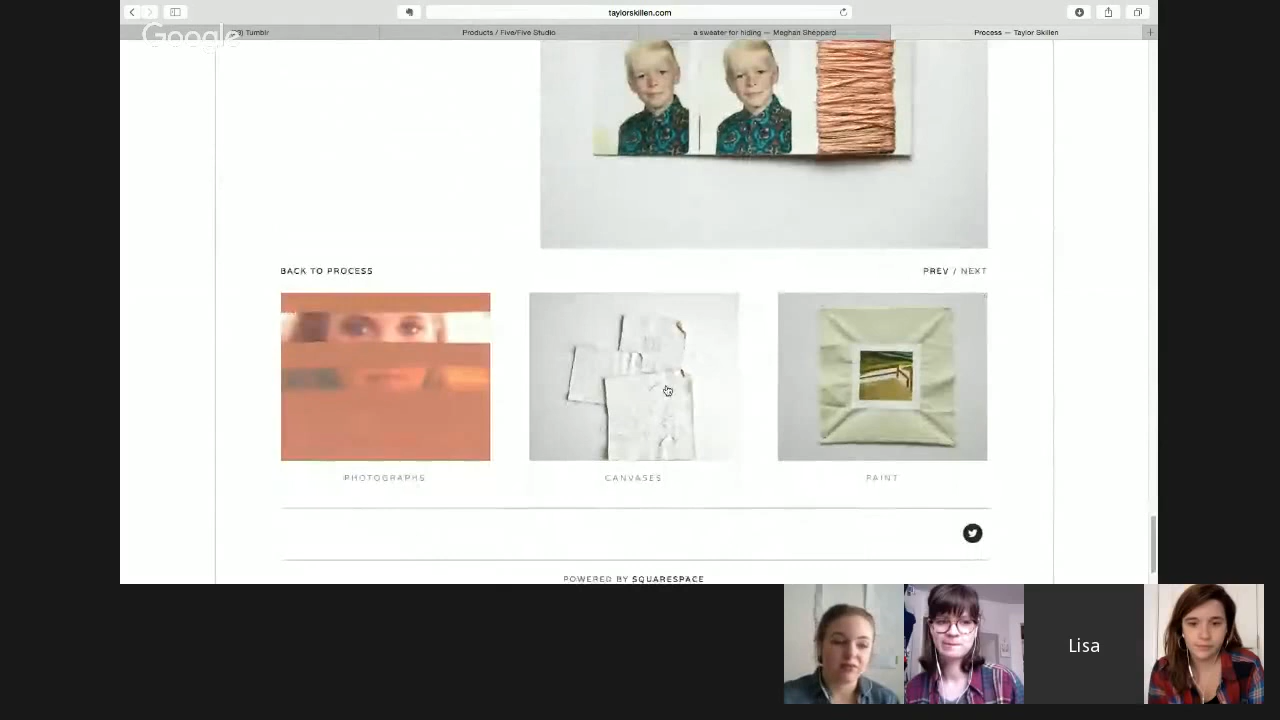 taylorskillen.com
Google
) Tumblr
Products / Five/Five Studio
a sweater for hiding — Meghan Sheppard
Process — Taylor Skillen
BACK TO PROCESS
PREV / NEXT
PHOTOGRAPHS
CANVASES
PAINT
POWERED BY SQUARESPACE
Lisa